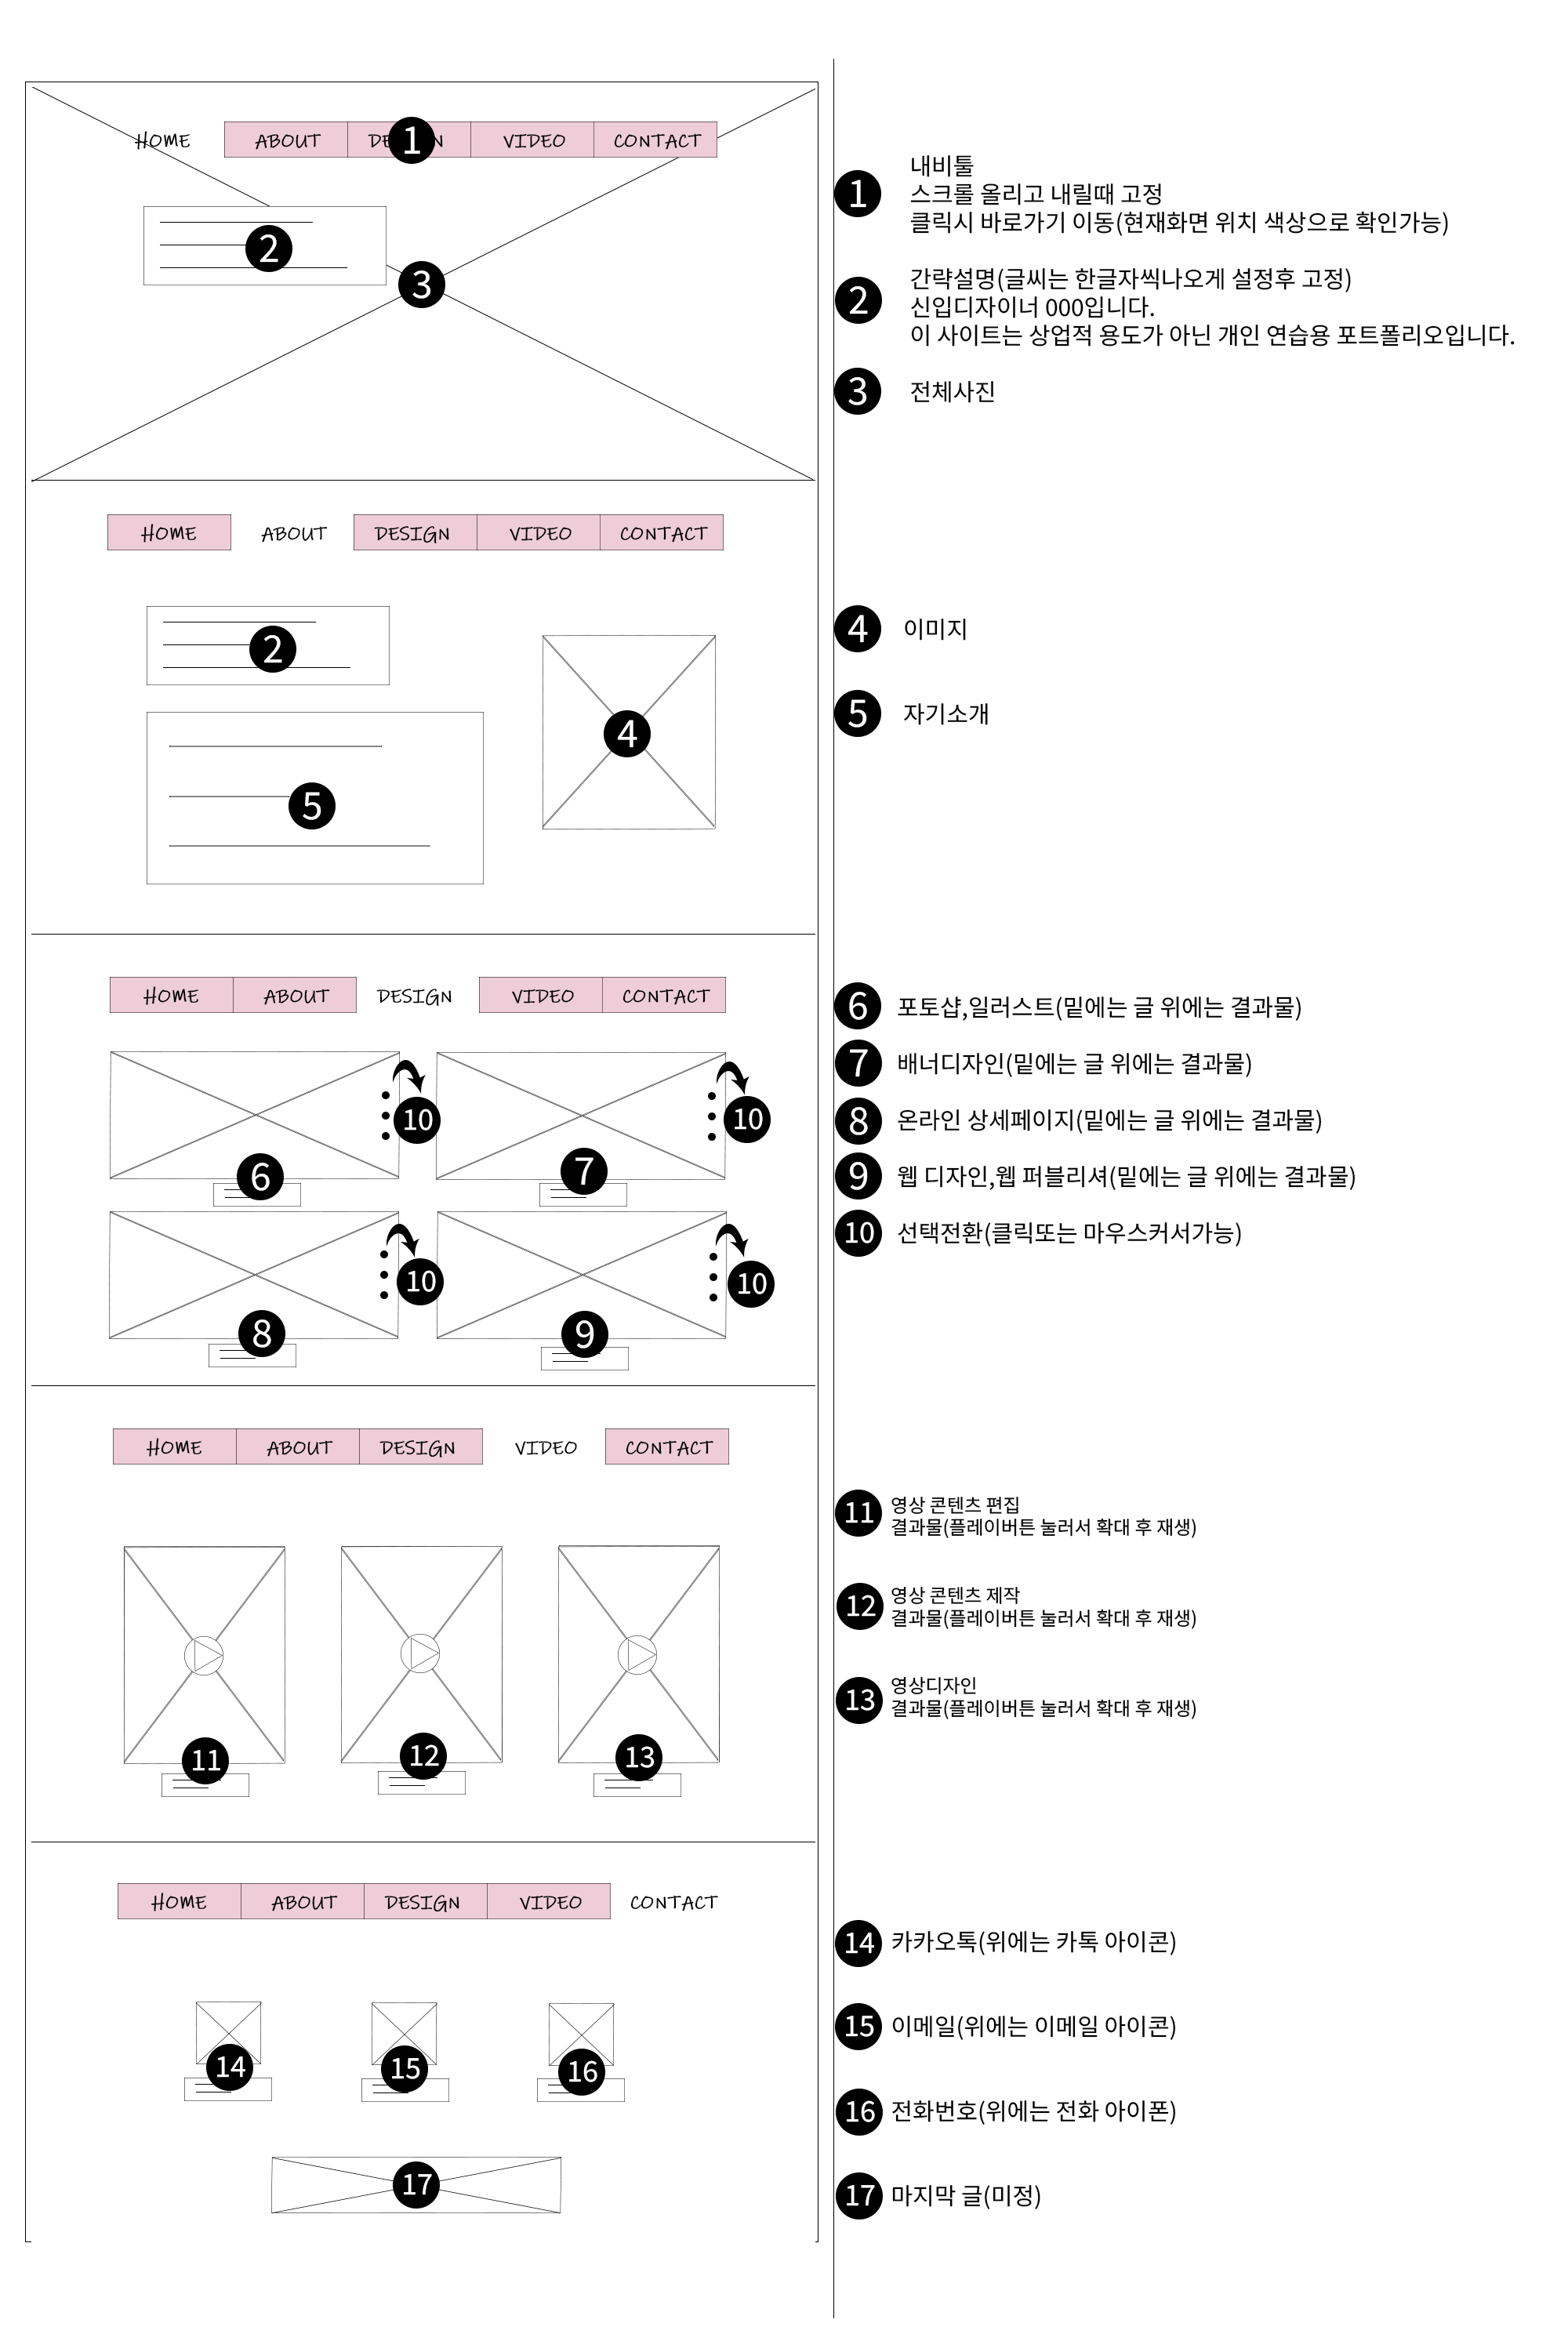 HOME ABOUT DE N VIDEO CONTACT
1
2
3
HOME ABOUT DESIGN VIDEO CONTACT
2
4
5
HOME ABOUT DESIGN VIDEO CONTACT
10 10
6 7
10 10
8 9
HOME ABOUT DESIGN VIDEO CONTACT
11 12 13
HOME ABOUT DESIGN VIDEO CONTACT
14 15 16
17
1 내비툴
스크롤 올리고 내릴때 고정
클릭시 바로가기 이동(현재화면 위치 색상으로 확인가능)
2 간략설명(글씨는 한글자씩나오게 설정후 고정)
신입디자이너 000입니다.
이 사이트는 상업적 용도가 아닌 개인 연습용 포트폴리오입니다.
3 전체사진
4 이미지
5 자기소개
6 포토샵,일러스트(밑에는 글 위에는 결과물)
7 배너디자인(밑에는 글 위에는 결과물)
8 온라인 상세페이지(밑에는 글 위에는 결과물)
9 웹 디자인,웹 퍼블리셔(밑에는 글 위에는 결과물)
10 선택전환(클릭또는 마우스커서가능)
11 영상 콘텐츠 편집
결과물(플레이버튼 눌러서 확대 후 재생)
12 영상 콘텐츠 제작
결과물(플레이버튼 눌러서 확대 후 재생)
13 영상디자인
결과물(플레이버튼 눌러서 확대 후 재생)
14 카카오톡(위에는 카톡 아이콘)
15 이메일(위에는 이메일 아이콘)
16 전화번호(위에는 전화 아이폰)
17 마지막 글(미정)